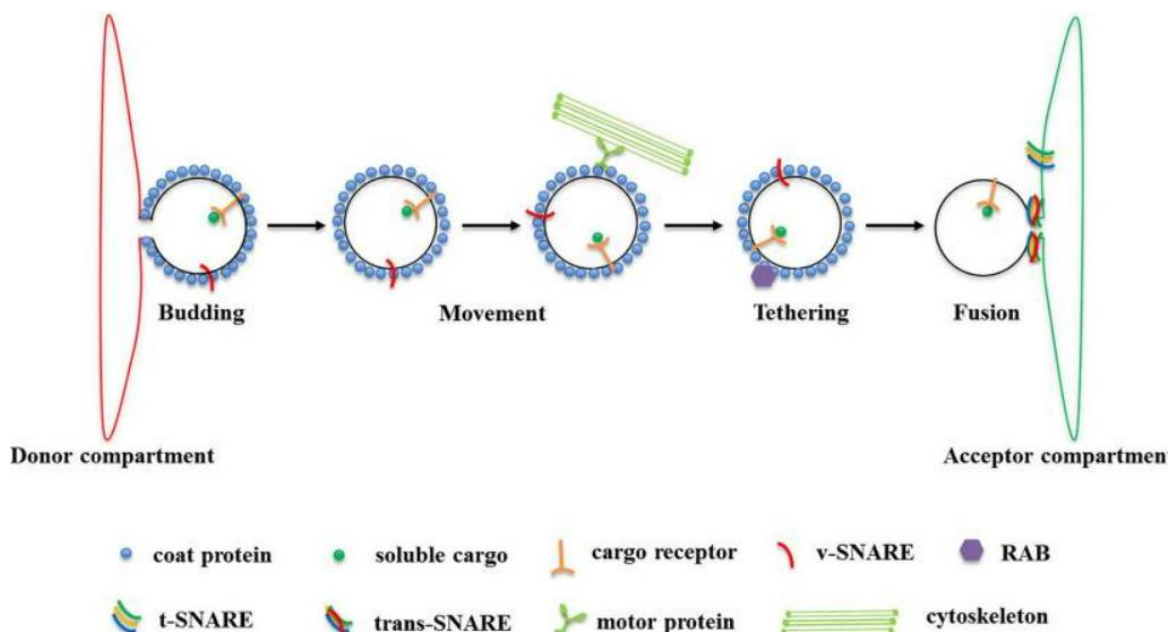 Budding
Movement
Tethering
Fusion
Donor compartment
Acceptor compartment
coat protein
soluble cargo
cargo receptor
v-SNARE
RAB
t-SNARE
trans-SNARE
motor protein
cytoskeleton